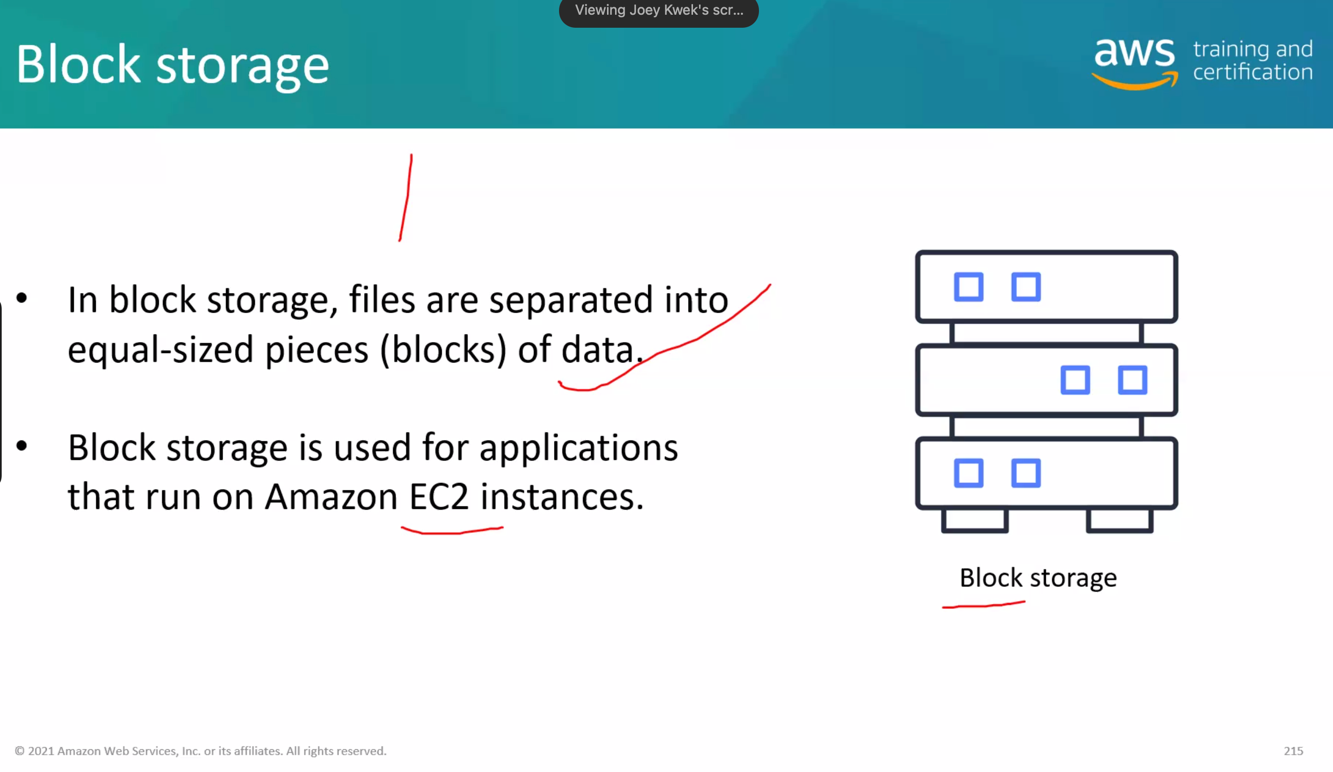 Viewing Joey Kwek's scr...
Block storage
aws training and
certification
• In block storage, files are separated into
equal-sized pieces (blocks) of data.
• Block storage is used for applications
that run on Amazon EC2 instances.
Block storage
© 2021 Amazon Web Services, Inc. or its affiliates. All rights reserved.
215